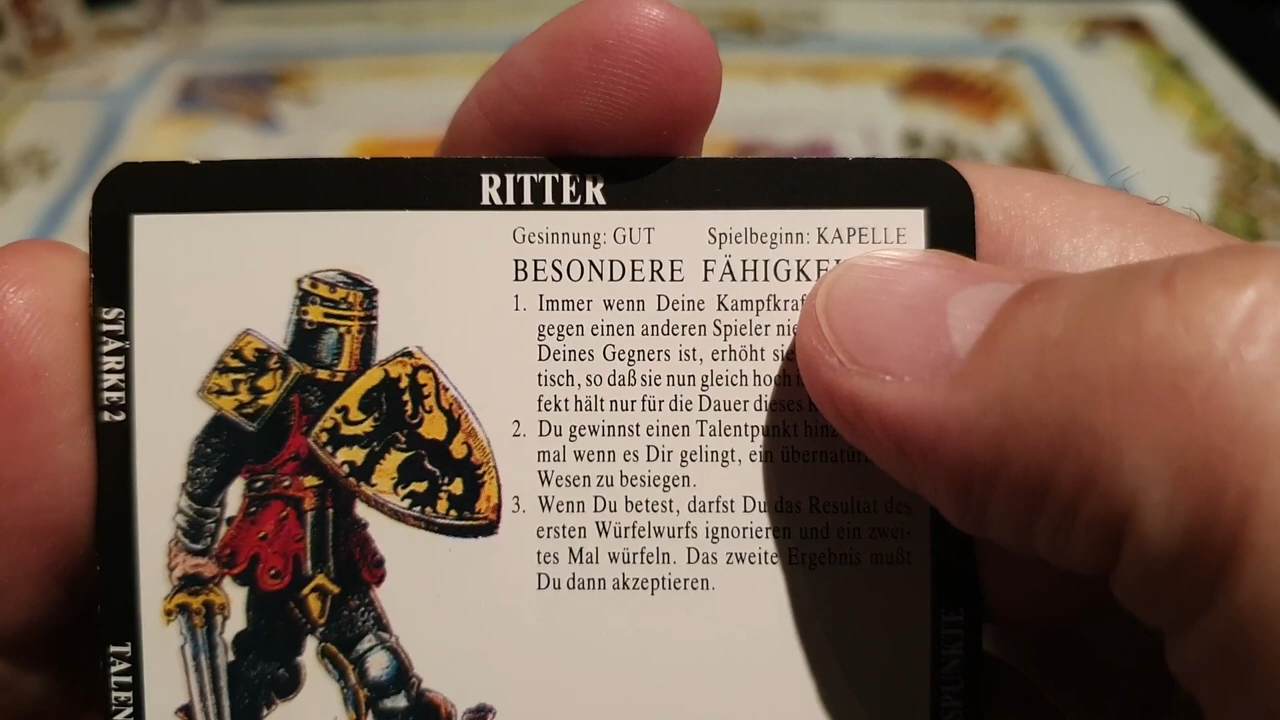 RITTER
Gesinnung: GUT Spielbeginn: KAPELLE
BESONDERE
1. Immer wenn Deine
gegen einen anderen Spieler
Deines Gegners ist, erhöht
tisch, so daß sie nun gleich hoch
fekt hält nur für die Dauer dieses
2. Du gewinnst einen Talentpunkt
mal wenn es Dir gelingt, ein
Wesen zu besiegen.
3. Wenn Du betest, darfst Du das Resultat des
ersten Würfelwurfs ignorieren und ein zwei-
tes Mal würfeln. Das zweite Ergebnis mußt
Du dann akzeptieren.
STÄRKE 2